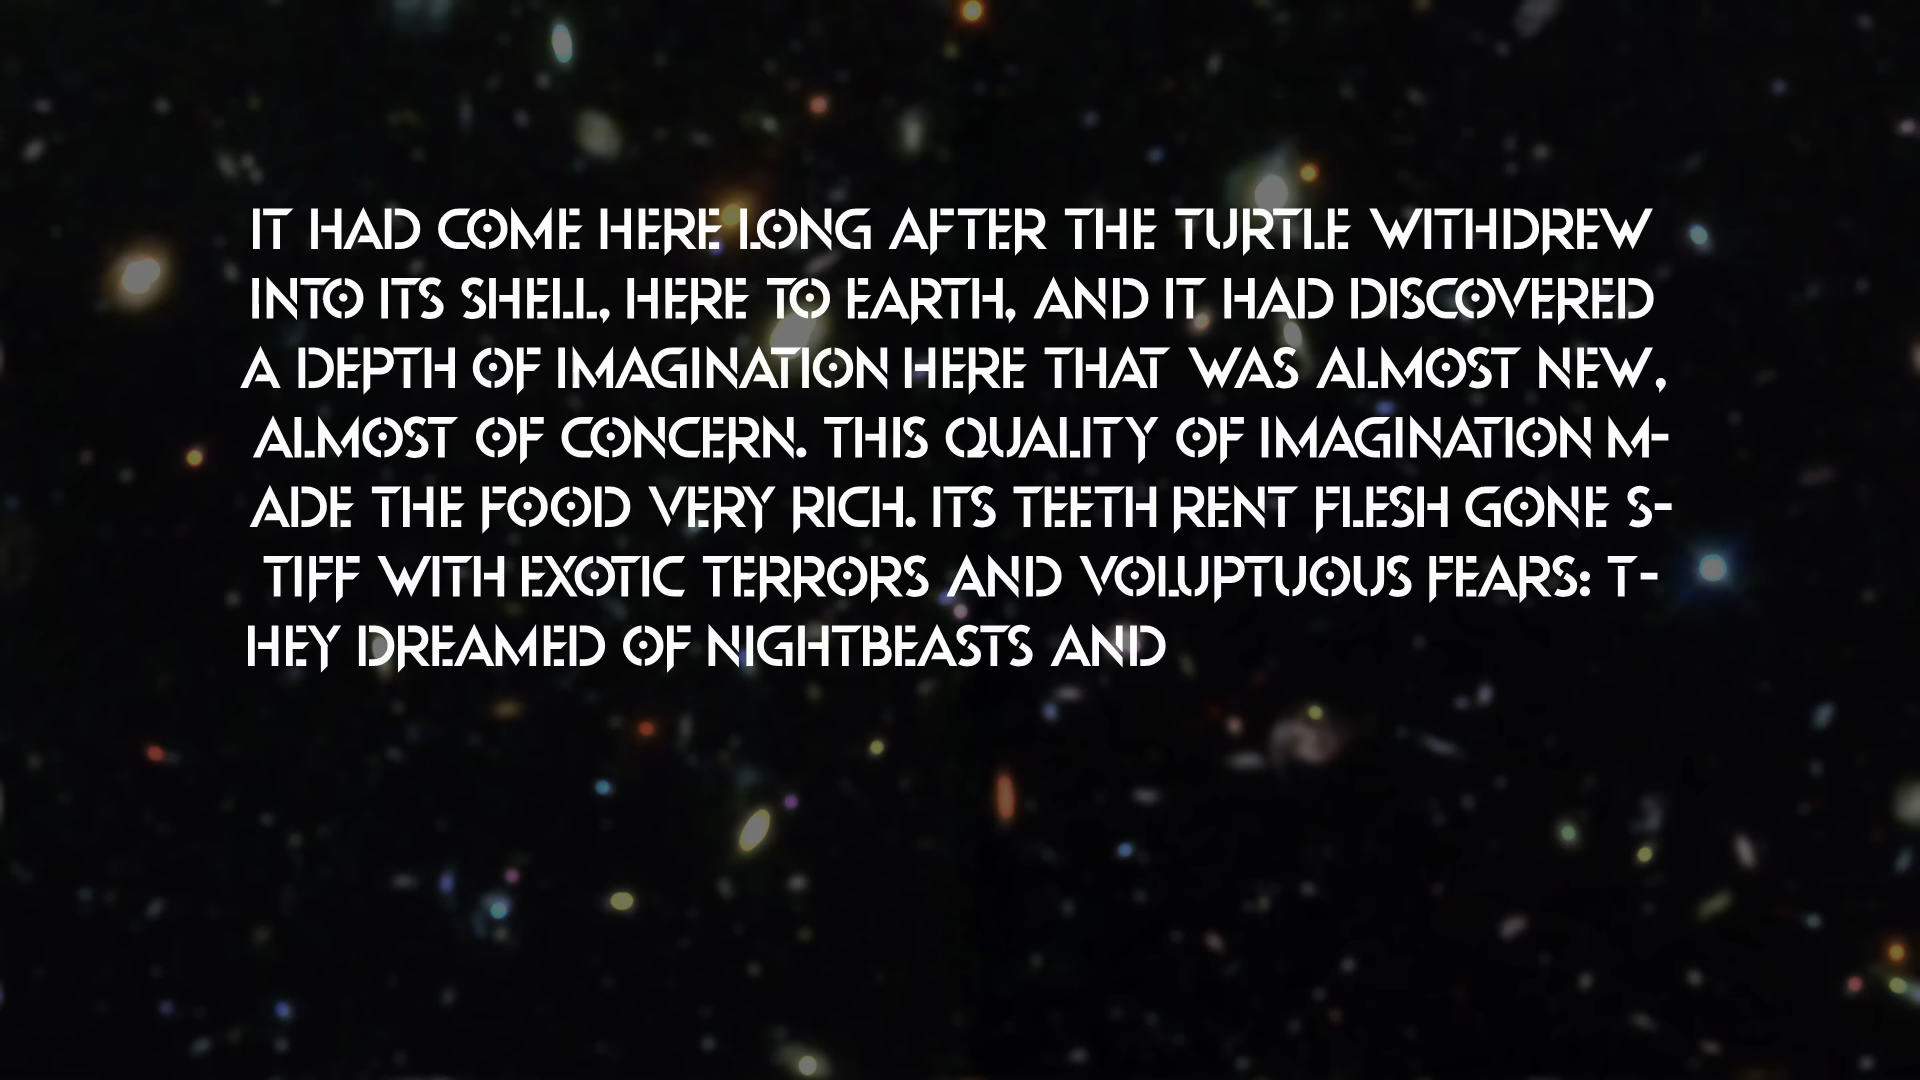 IT HAD COME HERE LONG AFTER THE TURTLE WITHDREW
INTO ITS SHELL, HERE TO EARTH, AND IT HAD DISCOVERED
A DEPTH OF IMAGINATION HERE THAT WAS ALMOST NEW,
ALMOST OF CONCERN. THIS QUALITY OF IMAGINATION M-
ADE THE FOOD VERY RICH. ITS TEETH RENT FLESH GONE S-
TIFF WITH EXOTIC TERRORS AND VOLUPTUOUS FEARS: T-
HEY DREAMED OF NIGHTBEASTS AND